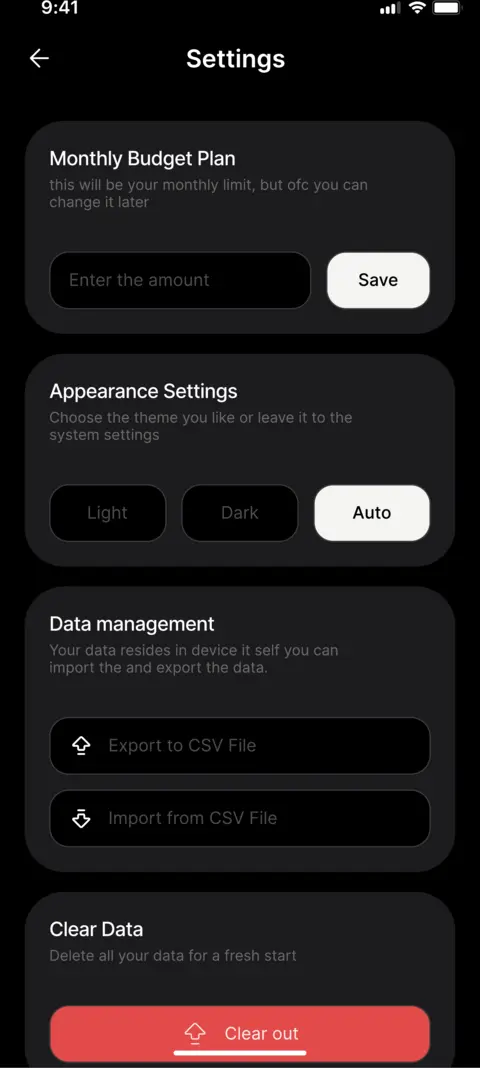 9:41
Settings
Monthly Budget Plan
this will be your monthly limit, but ofc you can
change it later
Enter the amount
Save
Appearance Settings
Choose the theme you like or leave it to the
system settings
Light
Dark
Auto
Data management
Your data resides in device it self you can
import the and export the data.
Export to CSV File
Import from CSV File
Clear Data
Delete all your data for a fresh start
Clear out